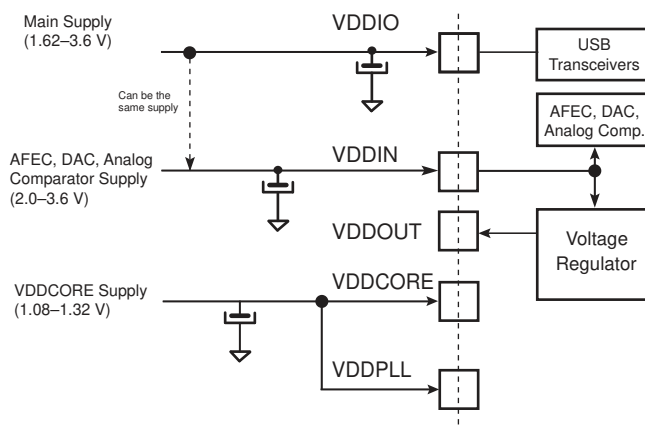 Main Supply
(1.62–3.6 V)
VDDIO
USB
Transceivers
Can be the
same supply
AFEC, DAC,
Analog Comp.
AFEC, DAC, Analog
Comparator Supply
(2.0–3.6 V)
VDDIN
VDDOUT
Voltage
Regulator
VDDCORE Supply
(1.08–1.32 V)
VDDCORE
VDDPLL